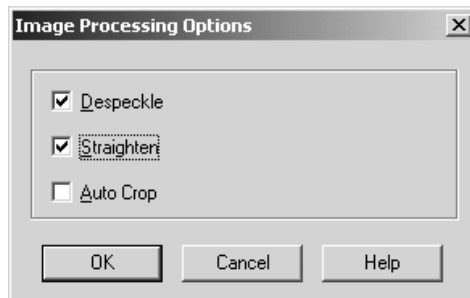 Image Processing Options
Despeckle
Straighten
Auto Crop
OK Cancel Help